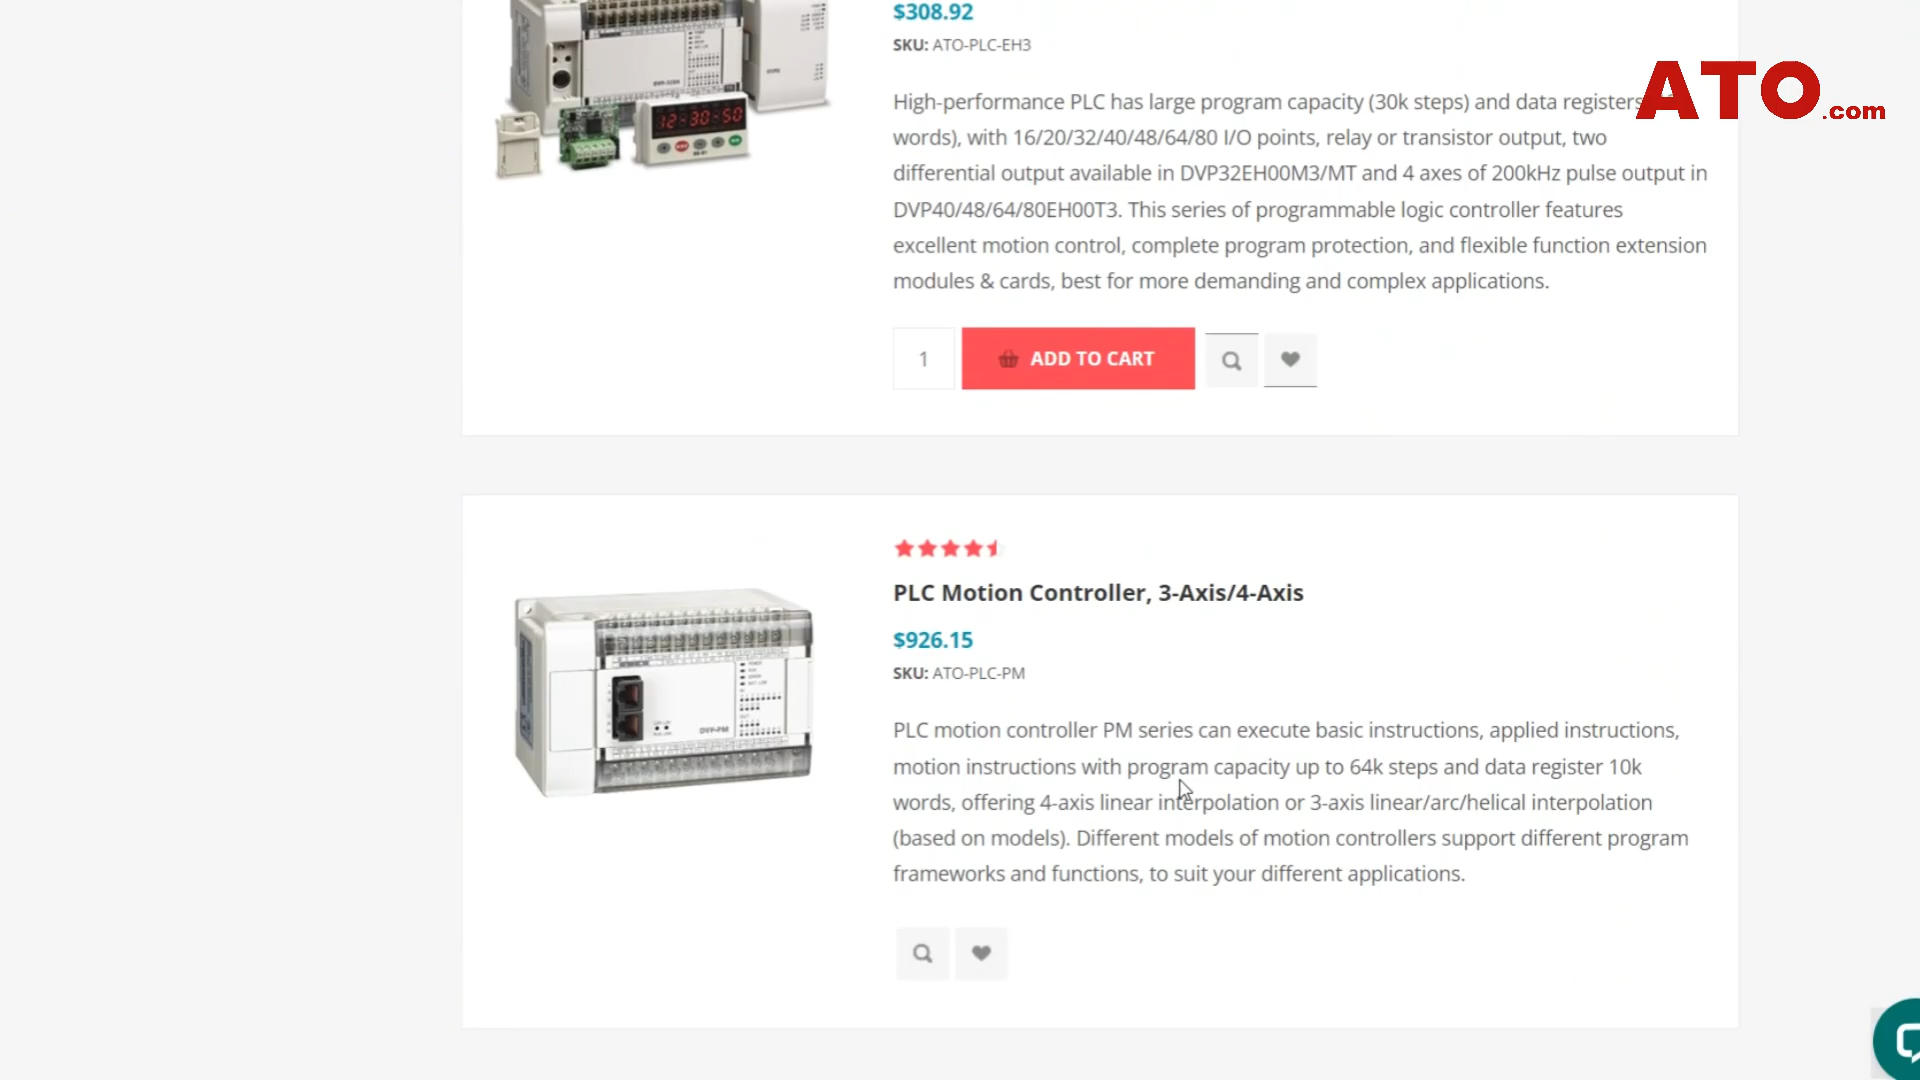 $308.92
SKU: ATO-PLC-EH3
ATO.com
High-performance PLC has large program capacity (30k steps) and data registers
words), with 16/20/32/40/48/64/80 I/O points, relay or transistor output, two
differential output available in DVP32EH00M3/MT and 4 axes of 200kHz pulse output in
DVP40/48/64/80EH00T3. This series of programmable logic controller features
excellent motion control, complete program protection, and flexible function extension
modules & cards, best for more demanding and complex applications.
12-30-50
1
ADD TO CART
PLC Motion Controller, 3-Axis/4-Axis
$926.15
SKU: ATO-PLC-PM
PLC motion controller PM series can execute basic instructions, applied instructions,
motion instructions with program capacity up to 64k steps and data register 10k
words, offering 4-axis linear interpolation or 3-axis linear/arc/helical interpolation
(based on models). Different models of motion controllers support different program
frameworks and functions, to suit your different applications.
DVP-PM